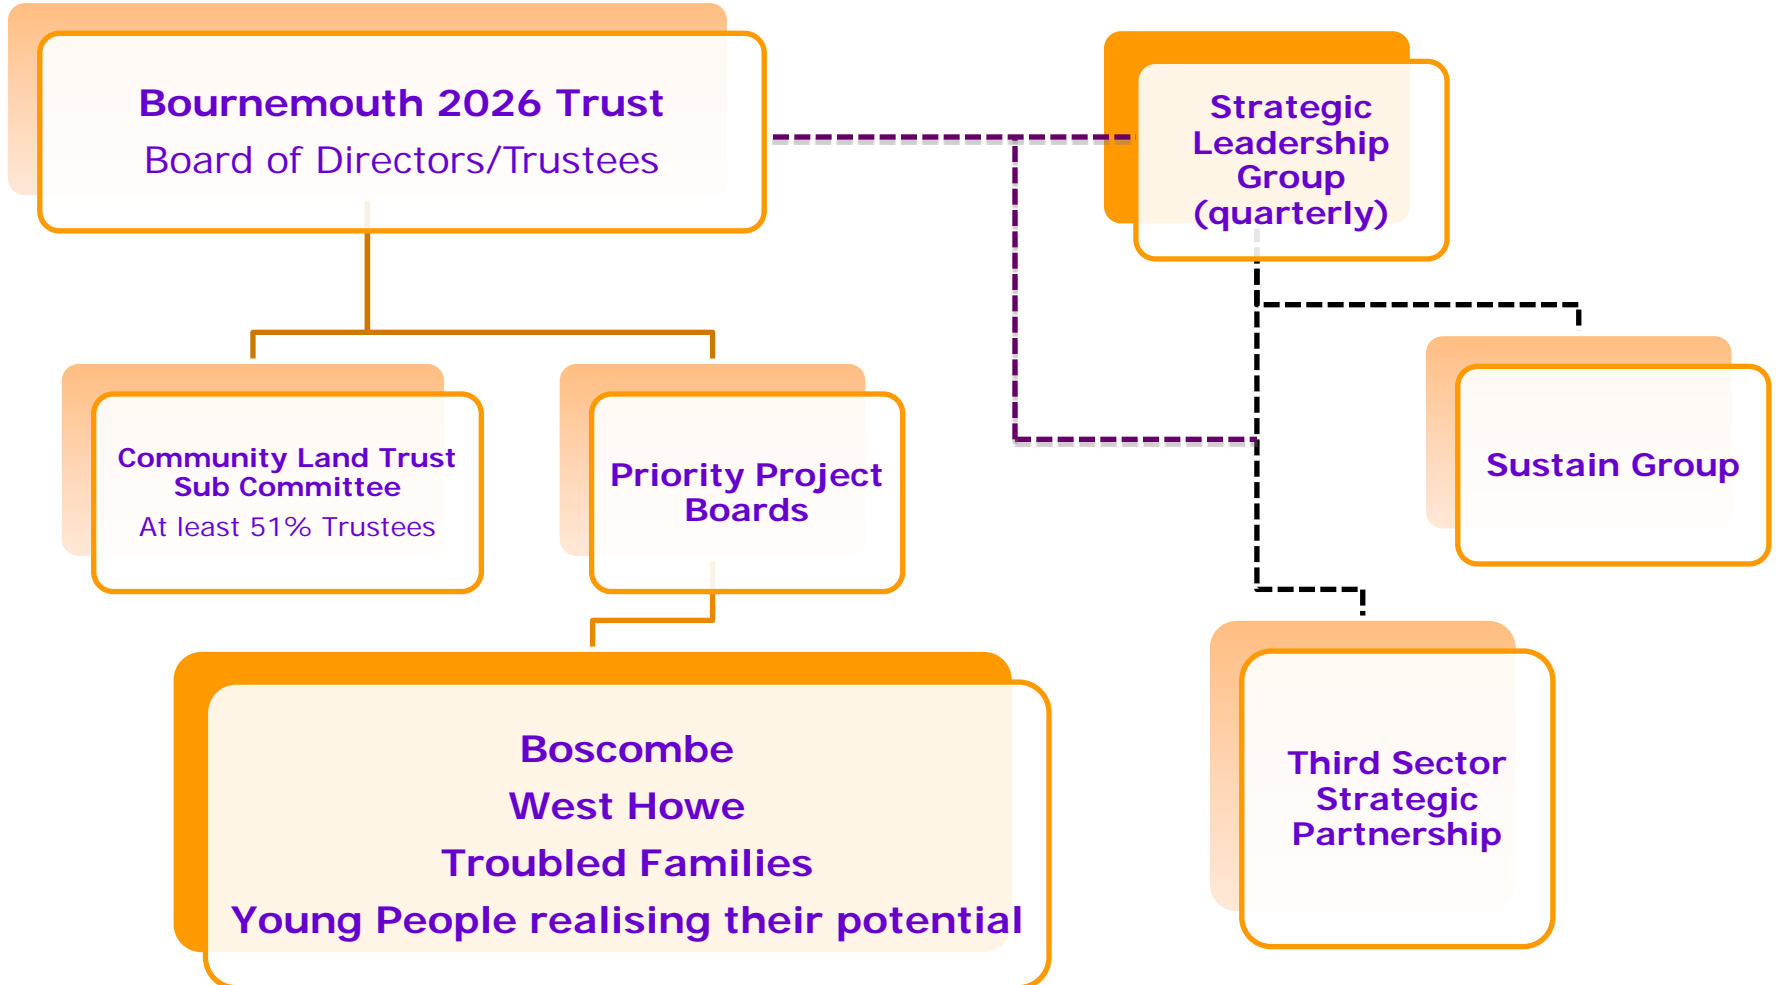 Bournemouth 2026 Trust
Board of Directors/Trustees
Strategic
Leadership
Group
(quarterly)
Community Land Trust
Sub Committee
At least 51% Trustees
Priority Project
Boards
Sustain Group
Boscombe
West Howe
Troubled Families
Young People realising their potential
Third Sector
Strategic
Partnership